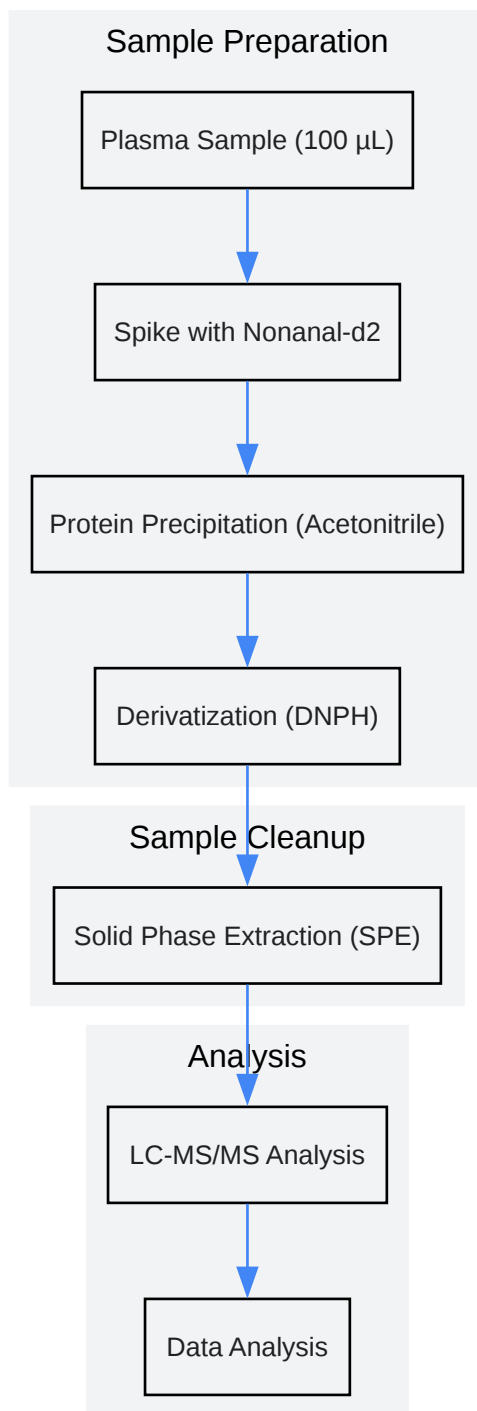 Sample Preparation
Plasma Sample (100 µL)
Spike with Nonanal-d2
Protein Precipitation (Acetonitrile)
Derivatization (DNPH)
Sample Cleanup
Solid Phase Extraction (SPE)
Analysis
LC-MS/MS Analysis
Data Analysis